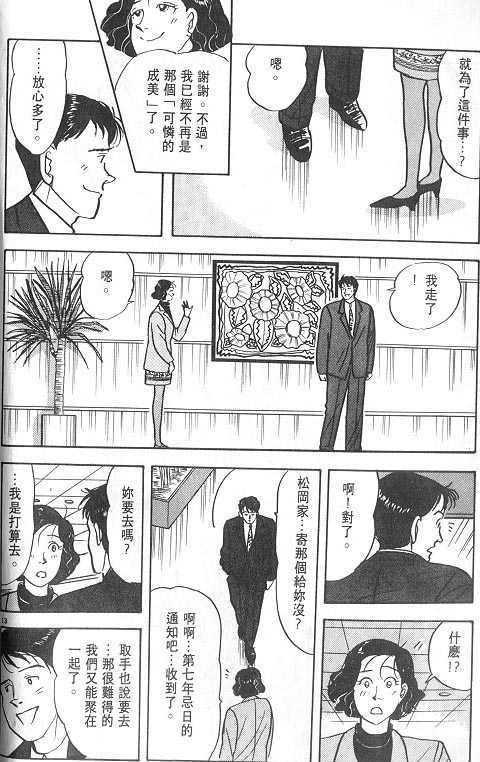 就為了這件事…?
嗯。
謝謝。不過，
我已經不再是
那個「可憐的
成美」了。
……放心多了。
我走了
!
嗯。
啊!對了。
什麼!?
松岡家…寄那個給妳沒?
啊啊…第七年忌日的
通知吧…收到了。
妳要去嗎?
…我是打算去。
取手也說要去
…那很難得的
我們又能聚在
一起了。
13